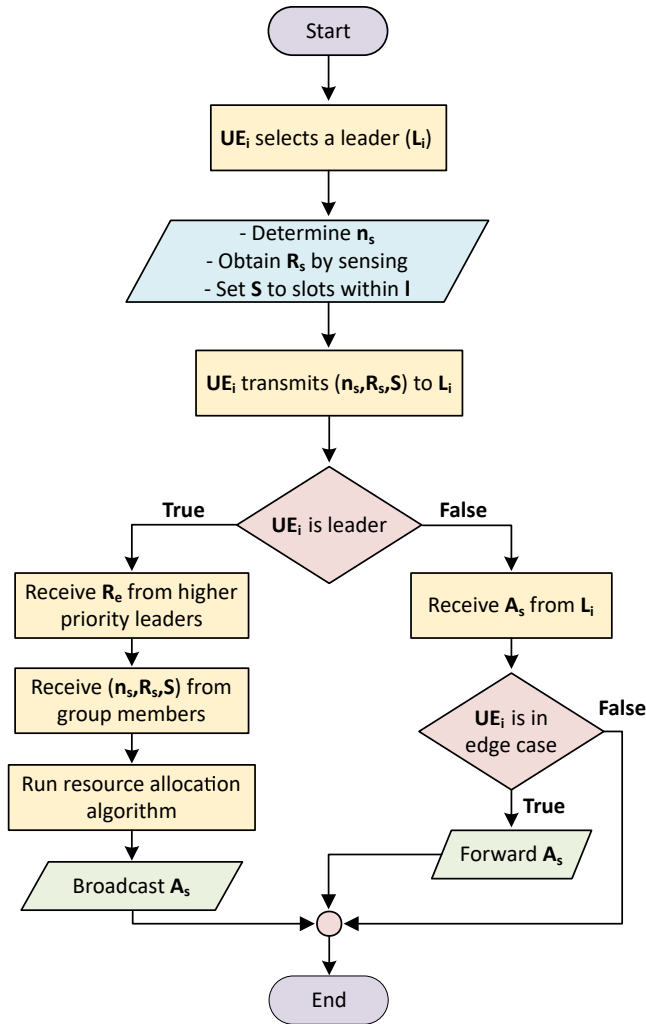 Start
UEi selects a leader (Li)
- Determine ns
- Obtain Rs by sensing
- Set S to slots within l
UEi transmits (ns,Rs,S) to Li
UEi is leader
True
False
Receive Re from higher
priority leaders
Receive (ns,Rs,S) from
group members
Run resource allocation
algorithm
Broadcast As
Receive As from Li
UEi is in
edge case
False
True
Forward As
End